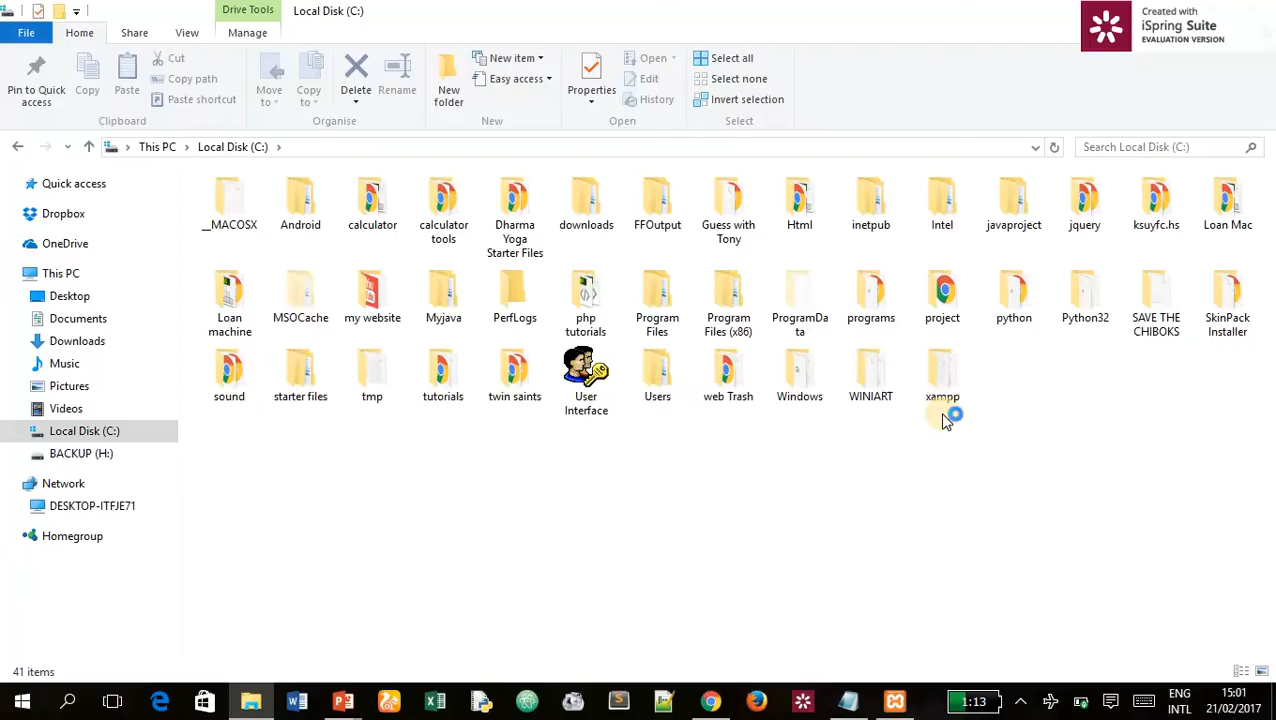 Drive Tools
Local Disk (C:)
Created with
iSpring Suite
EVALUATION VERSION
File
Home
Share
View
Manage
Pin to Quick
access
Copy
Paste
Cut
Copy path
Paste shortcut
Clipboard
Move
to
Copy
to
Delete
Rename
Organise
New
folder
New item
Easy access
New
Properties
Open
Edit
History
Open
Select all
Select none
Invert selection
Select
This PC
Local Disk (C:)
Search Local Disk (C:)
Quick access
Dropbox
OneDrive
This PC
Desktop
Documents
Downloads
Music
Pictures
Videos
Local Disk (C:)
BACKUP (H:)
Network
DESKTOP-ITFJE71
Homegroup
__MACOSX
Android
calculator
calculator
tools
Dharma
Yoga
Starter Files
downloads
FFOutput
Guess with
Tony
Html
inetpub
Intel
javaproject
jquery
ksuyfc.hs
Loan Mac
Loan
machine
MSOCache
my website
Myjava
PerfLogs
php
tutorials
Program
Files
Program
Files (x86)
ProgramDa
ta
programs
project
python
Python32
SAVE THE
CHIBOKS
SkinPack
Installer
sound
starter files
tmp
tutorials
twin saints
User
Interface
Users
web Trash
Windows
WINIART
xampp
41 items
1:13
ENG
INTL
15:01
21/02/2017